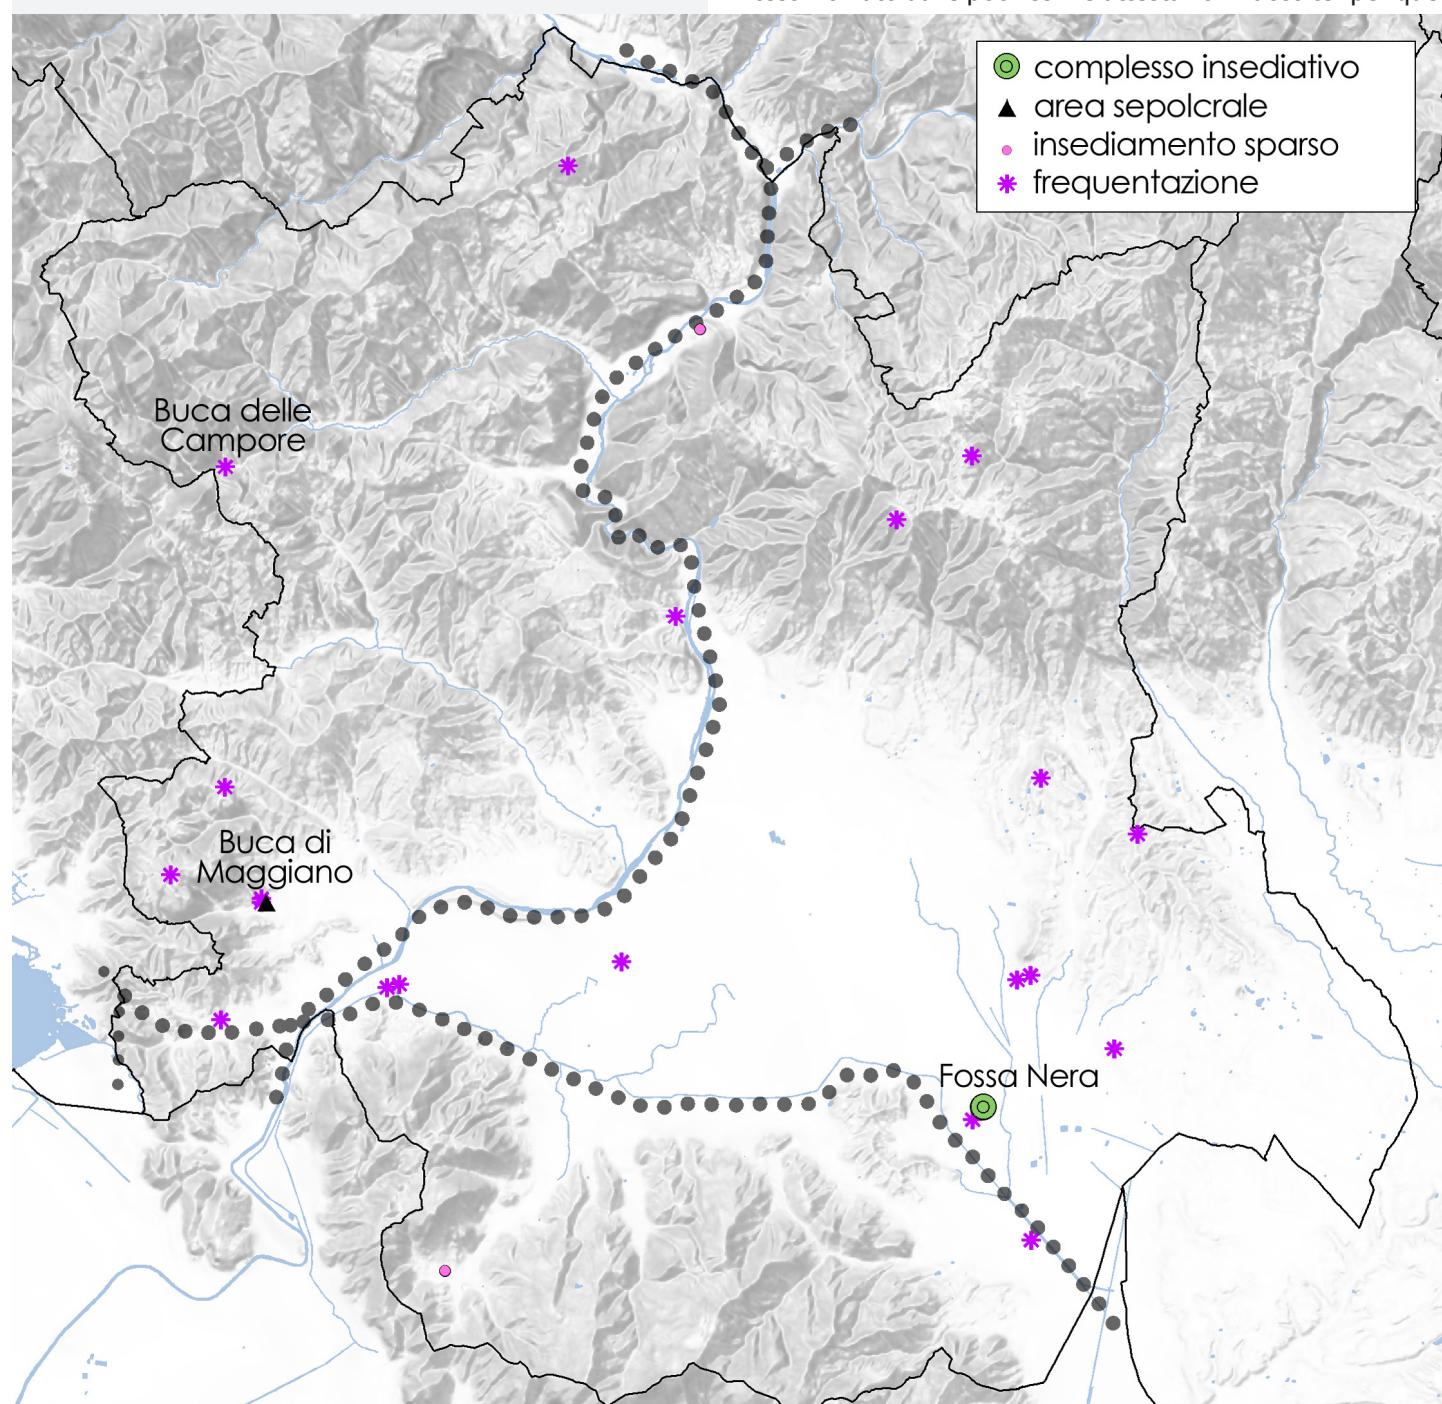 complesso insediativo
area sepolcrale
insediamento sparso
frequentazione
Buca delle
Campore
Buca di
Maggiano
Fossa Nera